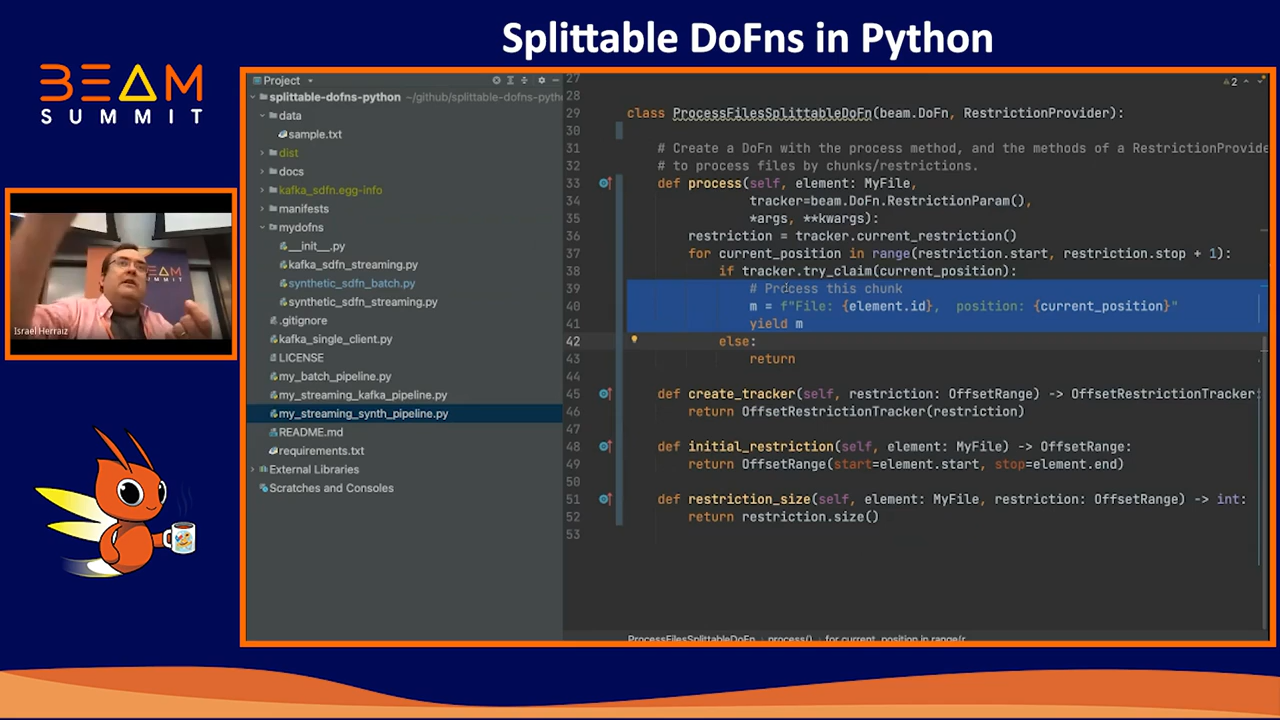 Splittable DoFns in Python
BEAM
SUMMIT
Israel Herraiz
Project
splittable-dofns-python ~/github/splittable-dofns-pyth
data
sample.txt
dist
docs
kafka_sdfn.egg-info
manifests
mydofns
__init__.py
kafka_sdfn_streaming.py
synthetic_sdfn_batch.py
synthetic_sdfn_streaming.py
.gitignore
kafka_single_client.py
LICENSE
my_batch_pipeline.py
my_streaming_kafka_pipeline.py
my_streaming_synth_pipeline.py
README.md
requirements.txt
External Libraries
Scratches and Consoles
2
27
28
29 class ProcessFilesSplittableDoFn(beam.DoFn, RestrictionProvider):
30
31 # Create a DoFn with the process method, and the methods of a RestrictionProvide
32 # to process files by chunks/restrictions.
33 def process(self, element: MyFile,
34 tracker=beam.DoFn.RestrictionParam(),
35 *args, **kwargs):
36 restriction = tracker.current_restriction()
37 for current_position in range(restriction.start, restriction.stop + 1):
38 if tracker.try_claim(current_position):
39 # Process this chunk
40 m = f"File: {element.id}, position: {current_position}"
41 yield m
42 else:
43 return
44
45 def create_tracker(self, restriction: OffsetRange) -> OffsetRestrictionTracker:
46 return OffsetRestrictionTracker(restriction)
47
48 def initial_restriction(self, element: MyFile) -> OffsetRange:
49 return OffsetRange(start=element.start, stop=element.end)
50
51 def restriction_size(self, element: MyFile, restriction: OffsetRange) -> int:
52 return restriction.size()
53
ProcessFilesSplittableDoFn process() for current_position in range(r